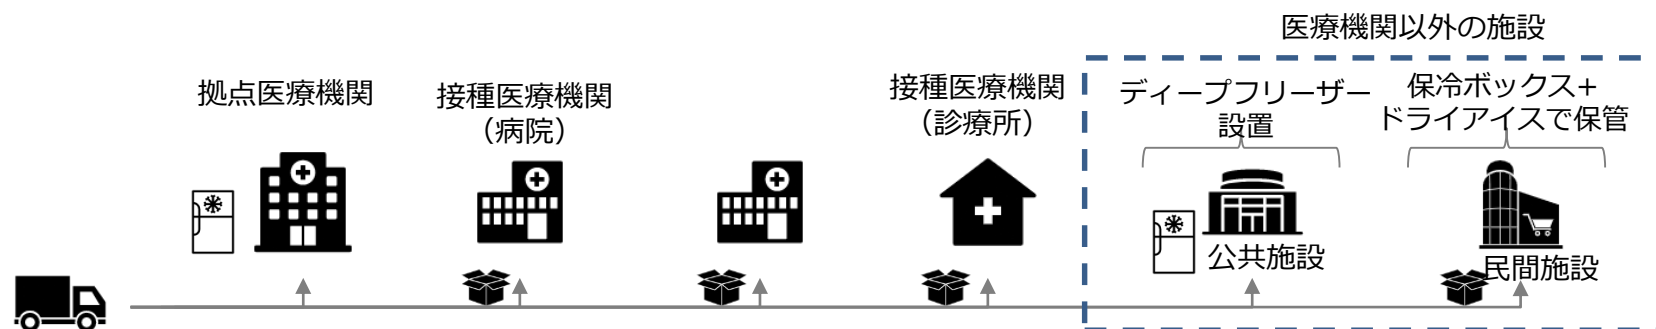 医療機関以外の施設
拠点医療機関
接種医療機関
（病院）
接種医療機関
（診療所）
ディープフリーザー
設置
保冷ボックス+
ドライアイスで保管
公共施設
民間施設